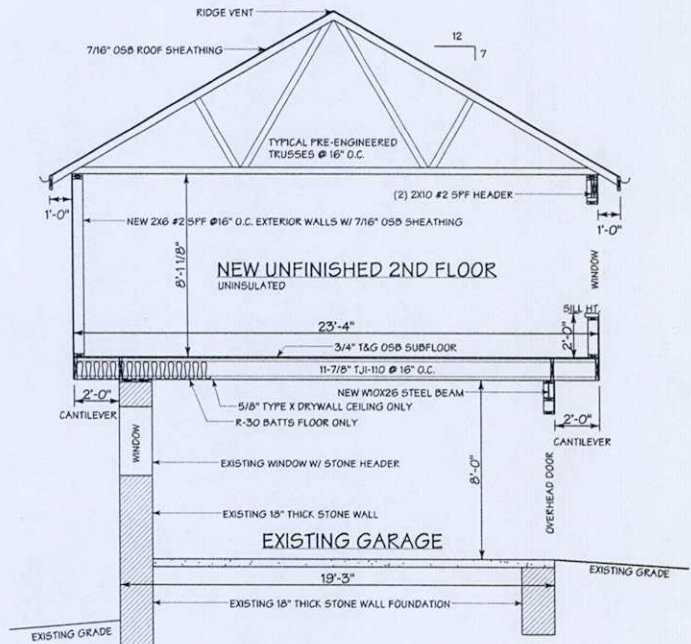 RIDGE VENT
7/16" OSB ROOF SHEATHING
12
7
TYPICAL PRE-ENGINEERED
TRUSSES @ 16" O.C.
(2) 2X10 #2 SPF HEADER
1'-0"
1'-0"
NEW 2X6 #2 SPF @16" O.C. EXTERIOR WALLS W/ 7/16" OSB SHEATHING
8'-1 1/8"
NEW UNFINISHED 2ND FLOOR
UNINSULATED
WINDOW
SILL HT.
2'-0"
23'-4"
3/4" T&G OSB SUBFLOOR
11-7/8" TJI-110 @ 16" O.C.
2'-0"
CANTILEVER
NEW W10X26 STEEL BEAM
5/8" TYPE X DRYWALL CEILING ONLY
R-30 BATTS FLOOR ONLY
2'-0"
CANTILEVER
WINDOW
EXISTING WINDOW W/ STONE HEADER
8'-0"
OVERHEAD DOOR
EXISTING 18" THICK STONE WALL
EXISTING GARAGE
19'-3"
EXISTING GRADE
EXISTING 18" THICK STONE WALL FOUNDATION
EXISTING GRADE